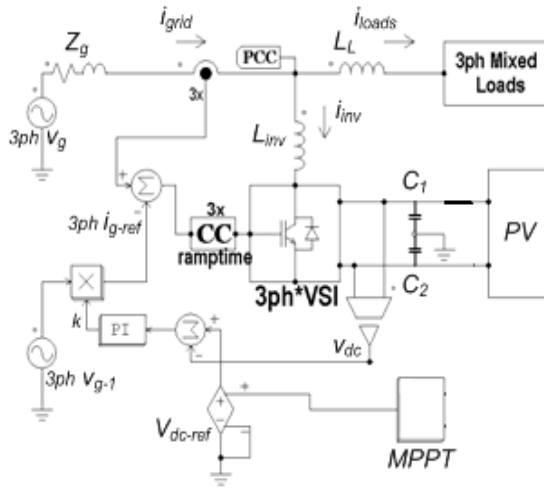 i_grid
i_loads
Z_g
PCC
L_L
3ph Mixed
Loads
3x
i_inv
L_inv
3ph v_g
+
Σ
-
3ph i_g-ref
3x
CC
ramptime
C_1
PV
C_2
3ph*VSI
×
k
PI
Σ
+
-
v_dc
3ph v_g-1
+
+
-
-
V_dc-ref
MPPT